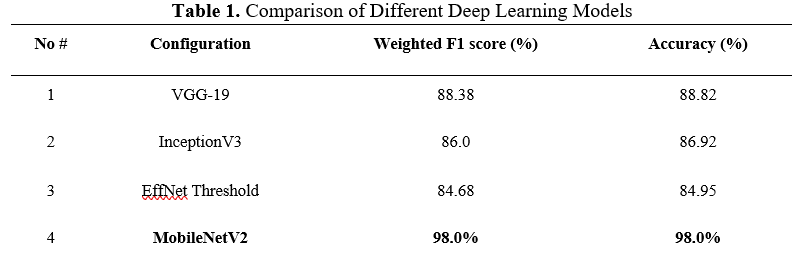 Table 1. Comparison of Different Deep Learning Models
No # Configuration Weighted F1 score (%) Accuracy (%)
1 VGG-19 88.38 88.82
2 InceptionV3 86.0 86.92
3 EffNet Threshold 84.68 84.95
4 MobileNetV2 98.0% 98.0%